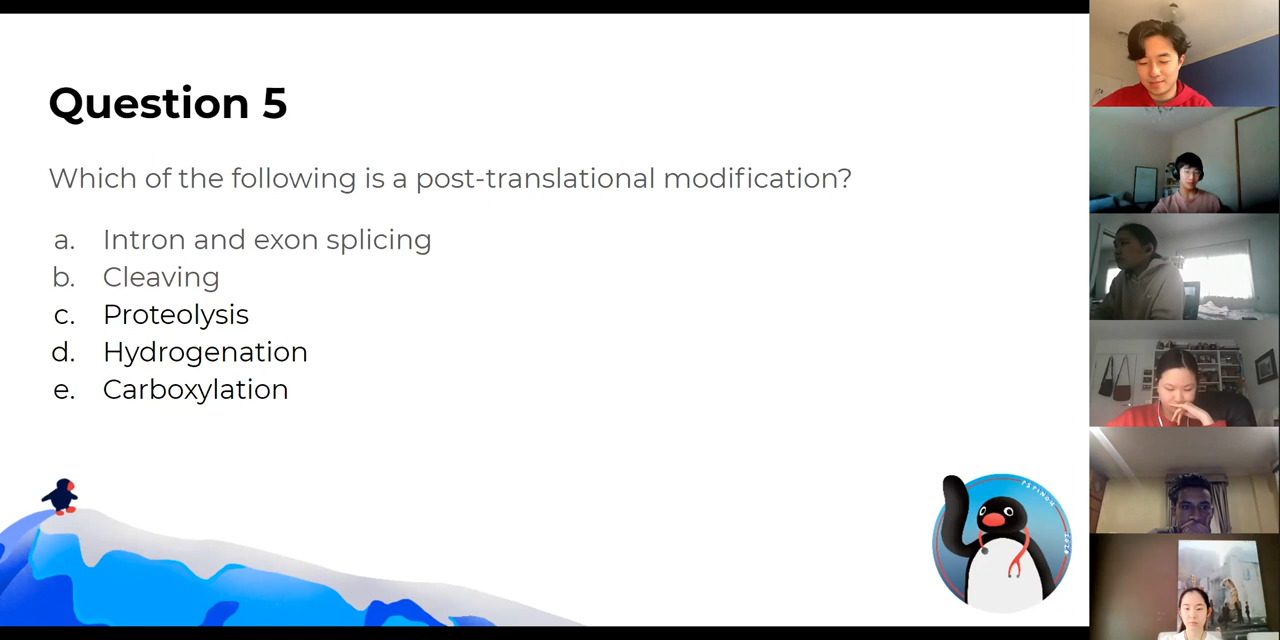 Question 5
Which of the following is a post-translational modification?
a. Intron and exon splicing
b. Cleaving
c. Proteolysis
d. Hydrogenation
e. Carboxylation